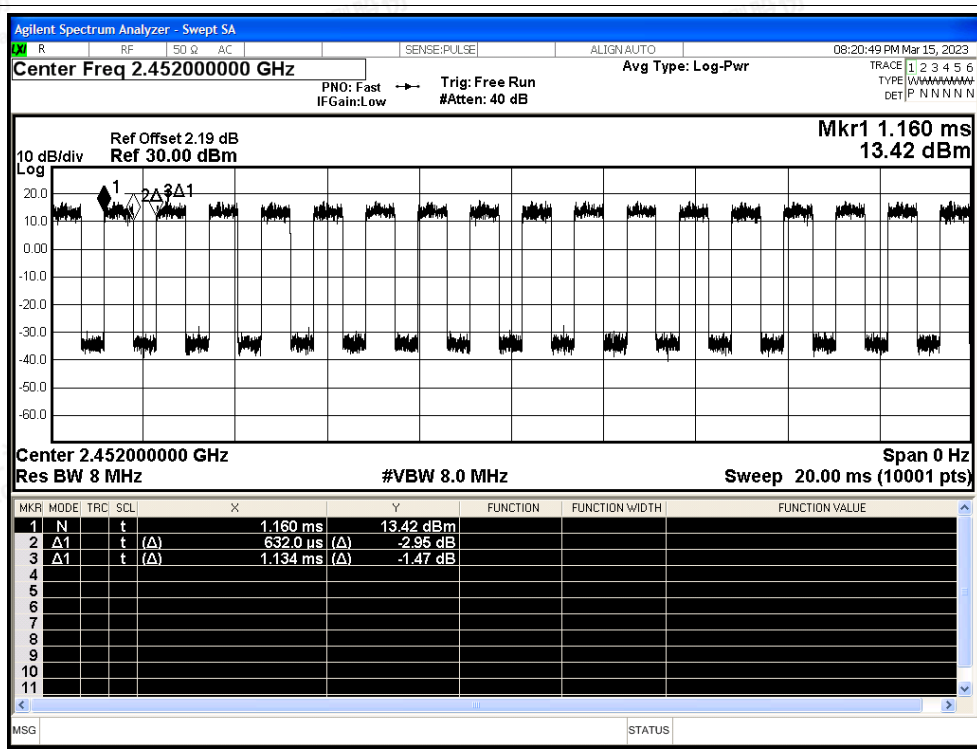 Agilent Spectrum Analyzer - Swept SA
LXI R RF 50 Ω AC SENSE:PULSE ALIGN AUTO 08:20:49 PM Mar 15, 2023
Center Freq 2.452000000 GHz Avg Type: Log-Pwr TRACE 1 2 3 4 5 6
PNO: Fast Trig: Free Run TYPE
IFGain:Low #Atten: 40 dB DET P N N N N N
Mkr1 1.160 ms
Ref Offset 2.19 dB
10 dB/div Ref 30.00 dBm 13.42 dBm
Log
1 2Δ 3Δ1
20.0
10.0
0.00
-10.0
-20.0
-30.0
-40.0
-50.0
-60.0
Center 2.452000000 GHz Span 0 Hz
Res BW 8 MHz #VBW 8.0 MHz Sweep 20.00 ms (10001 pts)
MKR MODE TRC SCL X Y FUNCTION FUNCTION WIDTH FUNCTION VALUE
1 N t 1.160 ms 13.42 dBm
2 Δ1 t (Δ) 632.0 µs (Δ) -2.95 dB
3 Δ1 t (Δ) 1.134 ms (Δ) -1.47 dB
4
5
6
7
8
9
10
11
MSG STATUS